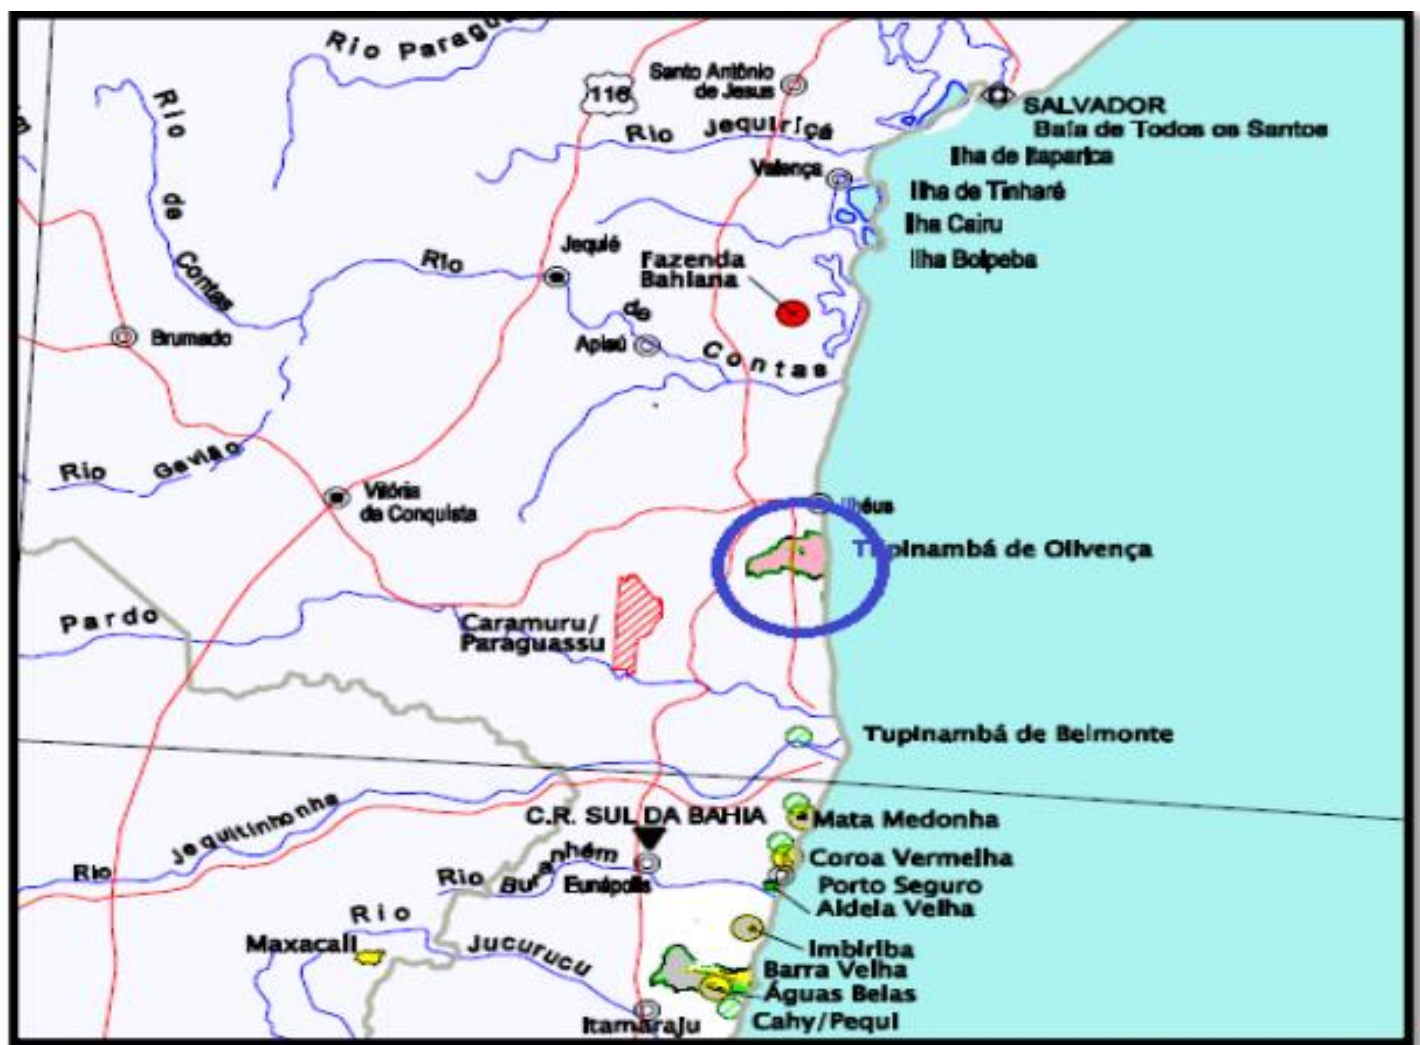 Rio Paragu
116
Santo Antônio
de Jesus
SALVADOR
Baía de Todos os Santos
Rio Jequiriçá
Ilha de Itaparica
Valença
Ilha de Tinharé
Rio de Contas
Ilha Cairu
Jequié
Fazenda
Bahiana
Ilha Boipeba
Rio de Contas
Brumado
Apiaú
Rio Gavião
Vitória
da Conquista
Ilhéus
Tupinambá de Olivença
Pardo
Caramuru/
Paraguassu
Tupinambá de Belmonte
Rio Jequitinhonha
C.R. SUL DA BAHIA
Mata Medonha
Coroa Vermelha
Rio Buranhém
Eunápolis
Porto Seguro
Aldeia Velha
Rio Jucurucu
Maxacali
Imbiriba
Barra Velha
Águas Belas
Itamaraju
Cahy/Pequi